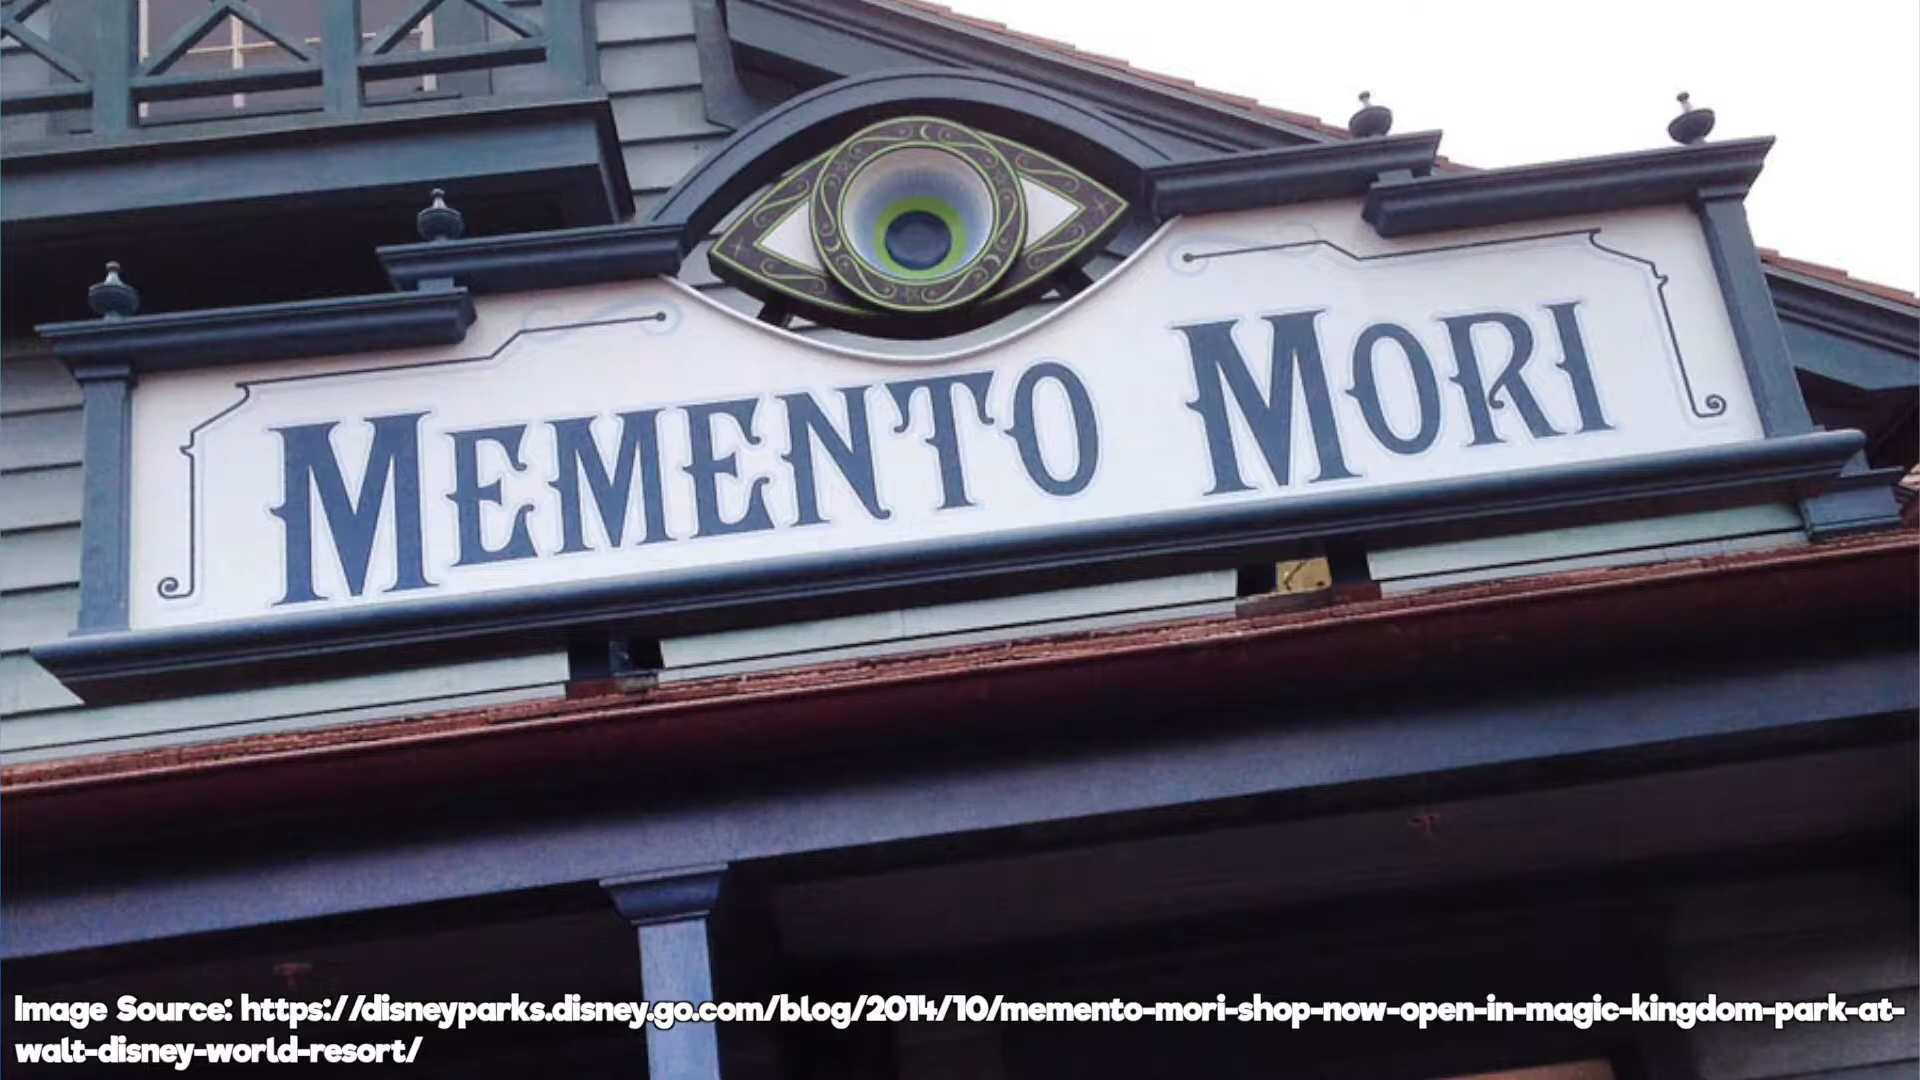 MEMENTO MORI
Image Source: https://disneyparks.disney.go.com/blog/2014/10/memento-mori-shop-now-open-in-magic-kingdom-park-at-
walt-disney-world-resort/